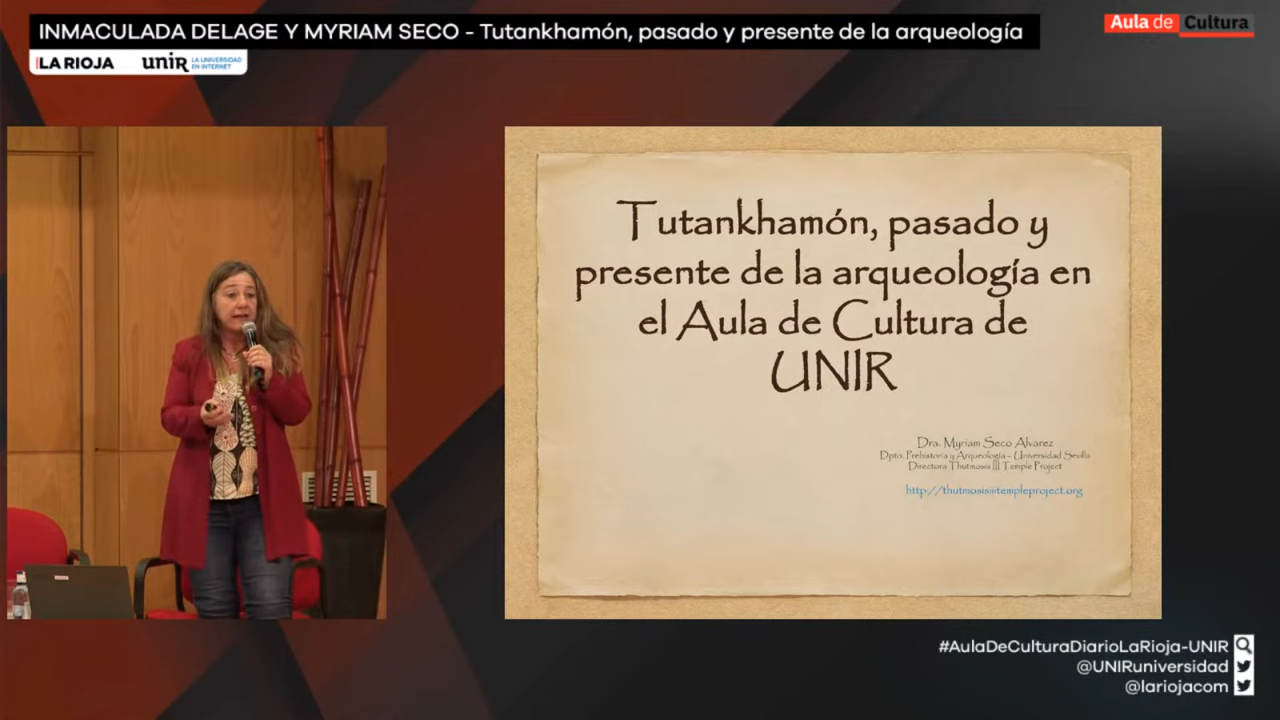 INMACULADA DELAGE Y MYRIAM SECO - Tutankhamón, pasado y presente de la arqueología
Aula de Cultura
LA RIOJA
unir LA UNIVERSIDAD
EN INTERNET
Tutankhamón, pasado y
presente de la arqueología en
el Aula de Cultura de
UNIR
Dra. Myriam Seco Alvarez
Dpto. Prehistoria y Arqueología – Universidad Sevilla
Directora Thutmosis III Temple Project
http://thutmosisiiitempleproject.org
#AulaDeCulturaDiarioLaRioja-UNIR
@UNIRuniversidad
@lariojacom